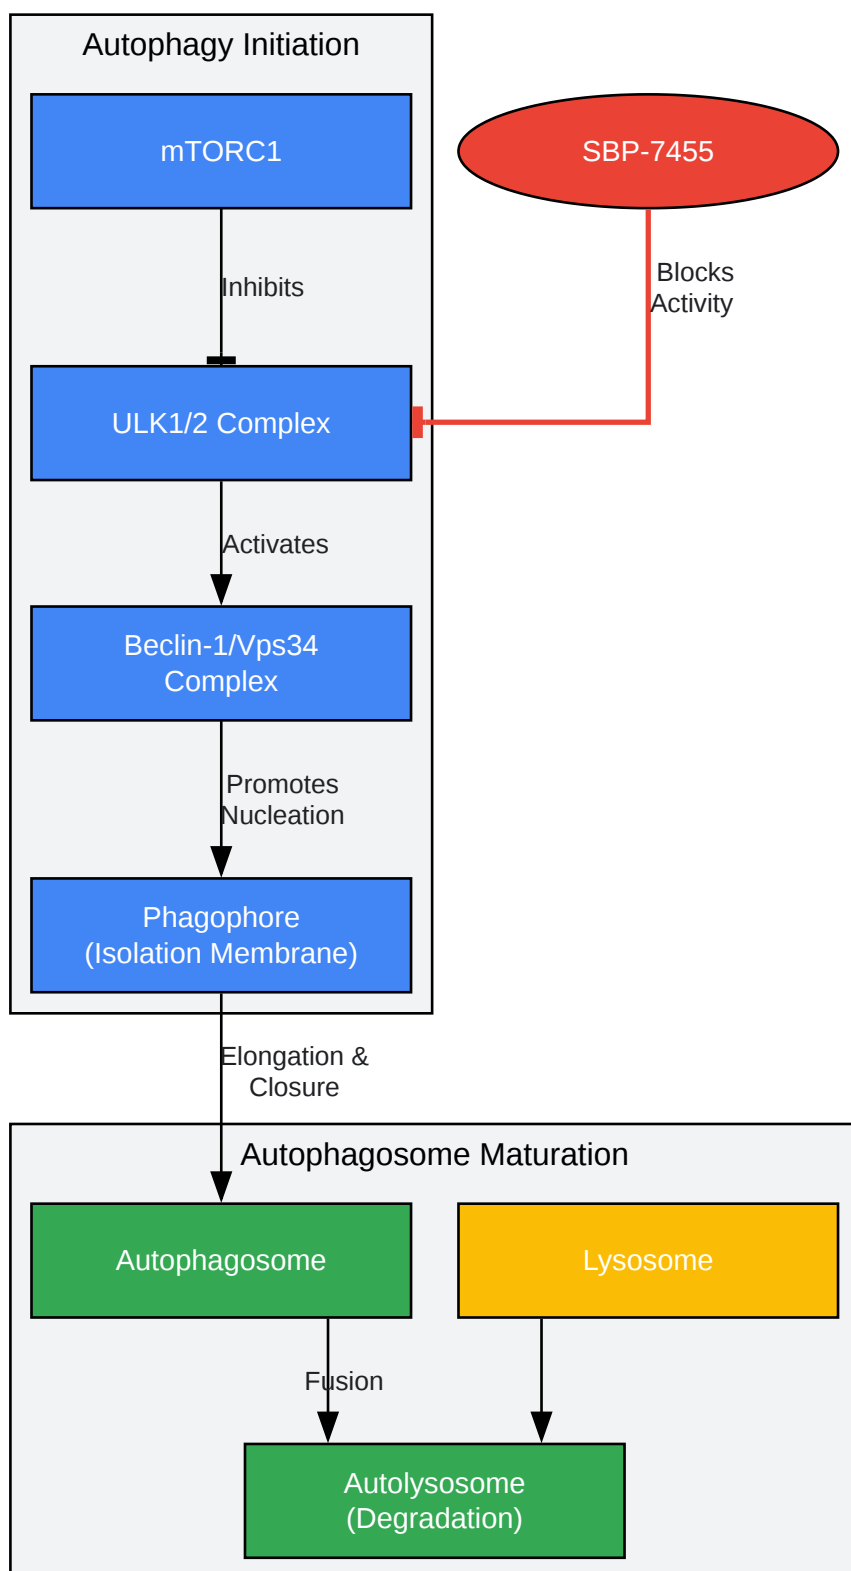 Autophagy Initiation
mTORC1
SBP-7455
Inhibits
Blocks
Activity
ULK1/2 Complex
Activates
Beclin-1/Vps34
Complex
Promotes
Nucleation
Phagophore
(Isolation Membrane)
Elongation &
Closure
Autophagosome Maturation
Autophagosome
Lysosome
Fusion
Autolysosome
(Degradation)